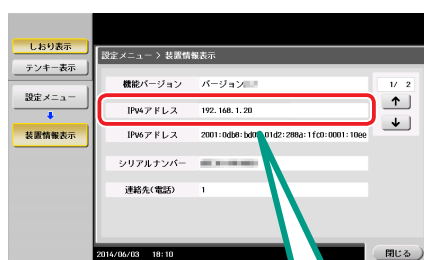 しおり表示
テンキー表示
設定メニュー
装置情報表示
設定メニュー > 装置情報表示
機能バージョン バージョン
1/ 2
IPv4アドレス 192.168.1.20
IPv6アドレス 2001:0db8:bd05:01d2:288a:1fc0:0001:10ee
シリアルナンバー
連絡先(電話) 1
2014/06/03 18:10
閉じる